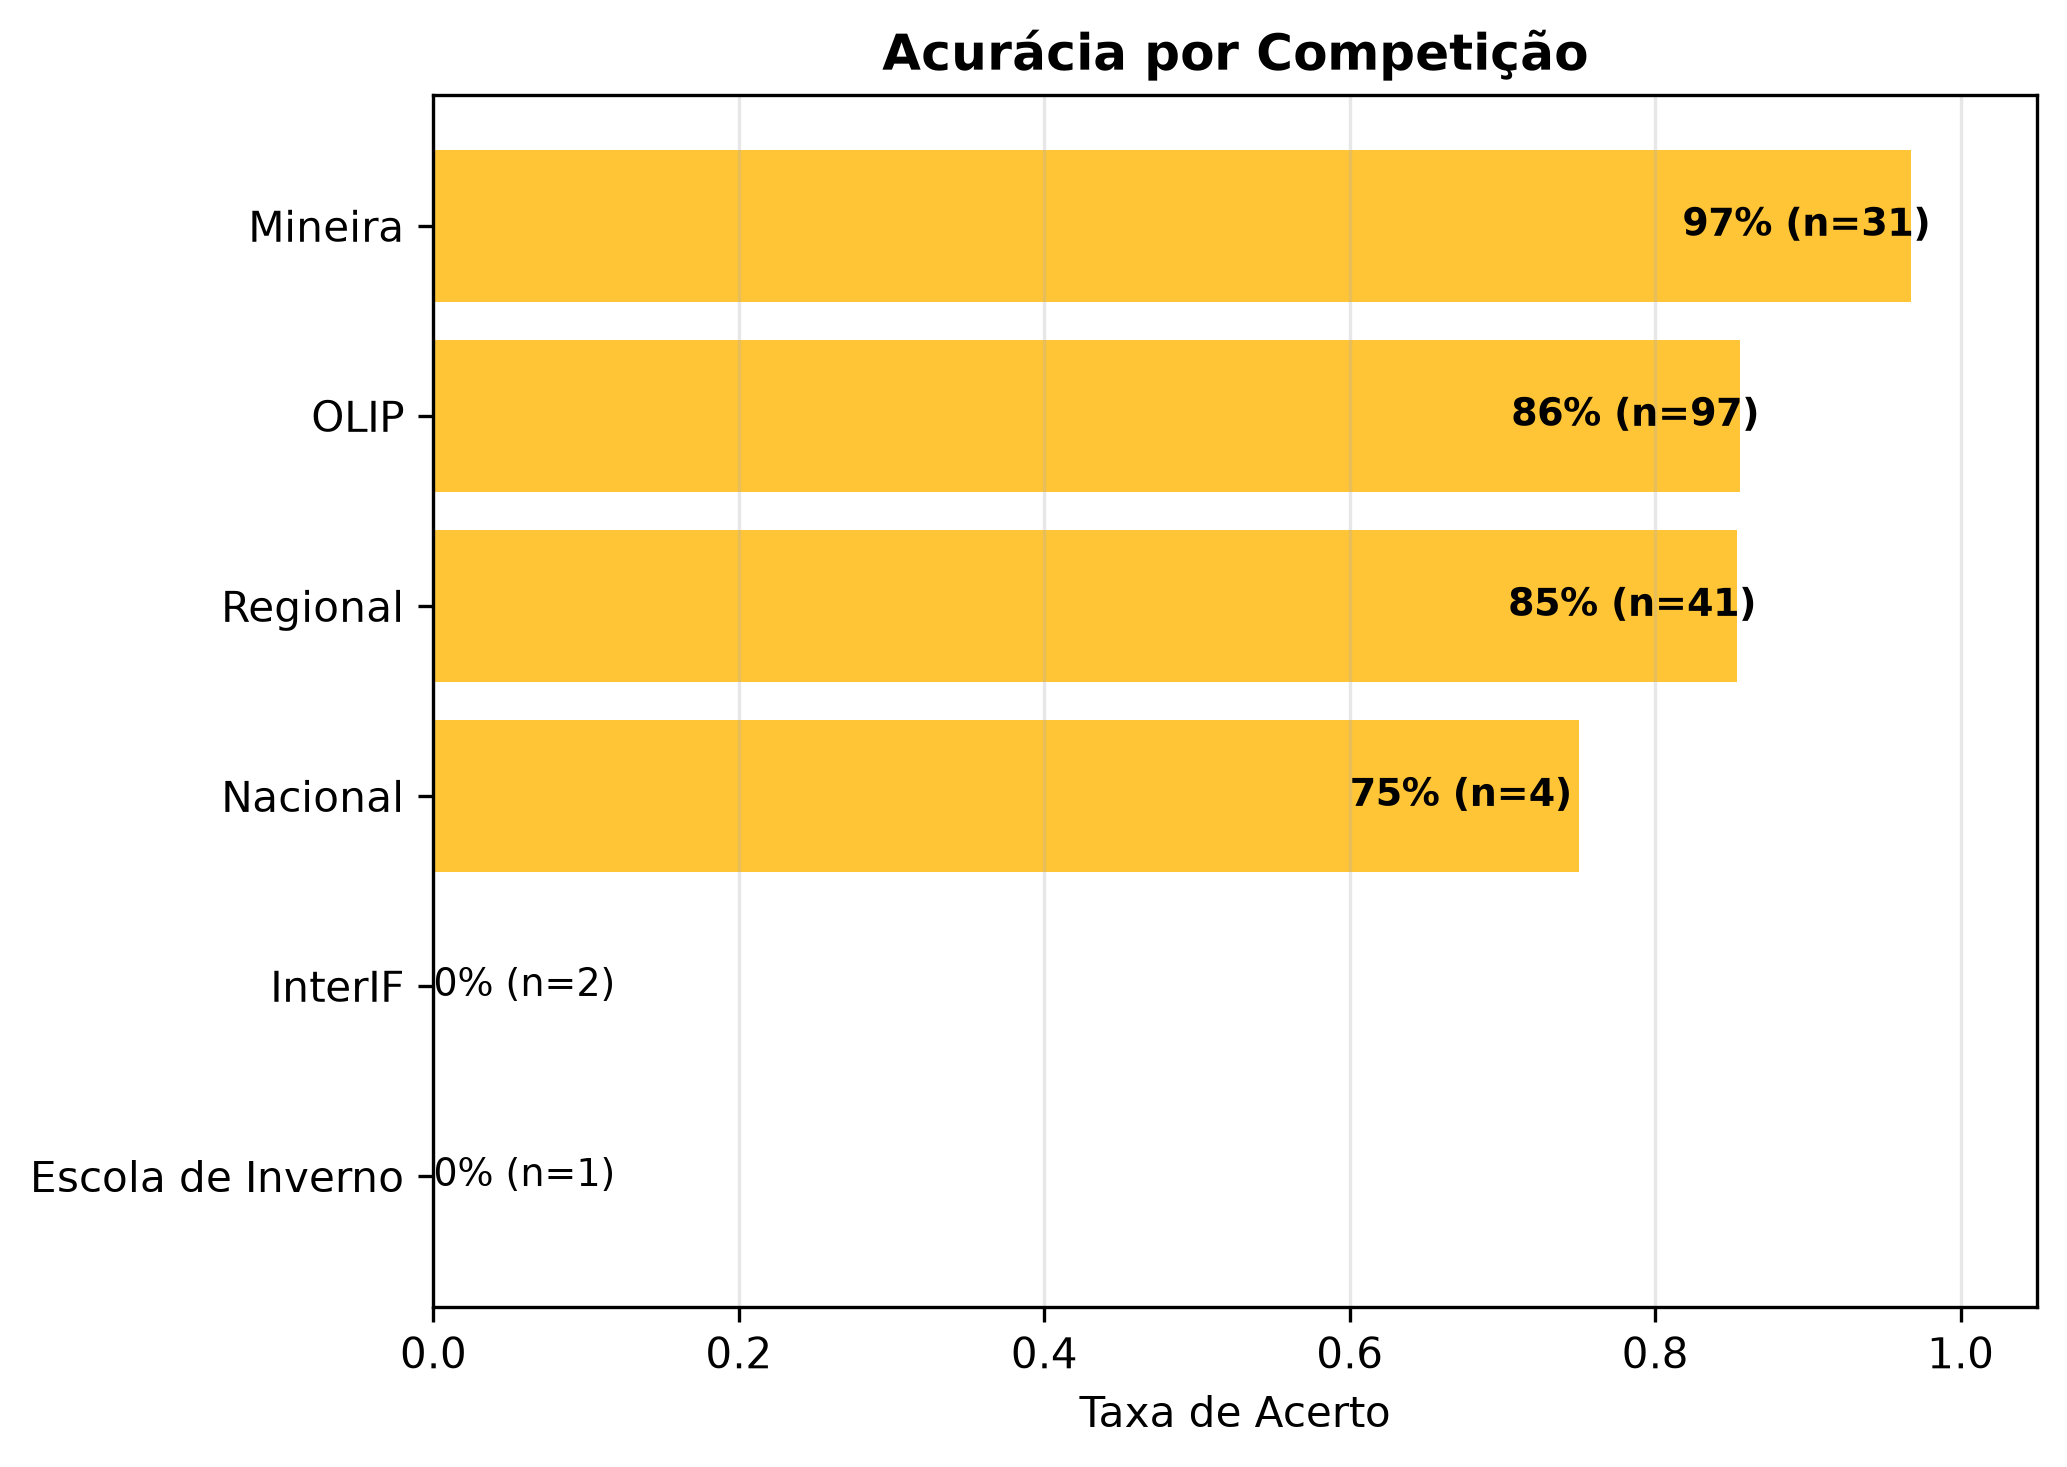 Acurácia por Competição
Mineira
97% (n=31)
OLIP
86% (n=97)
Regional
85% (n=41)
Nacional
75% (n=4)
InterIF
0% (n=2)
Escola de Inverno
0% (n=1)
0.0 0.2 0.4 0.6 0.8 1.0
Taxa de Acerto